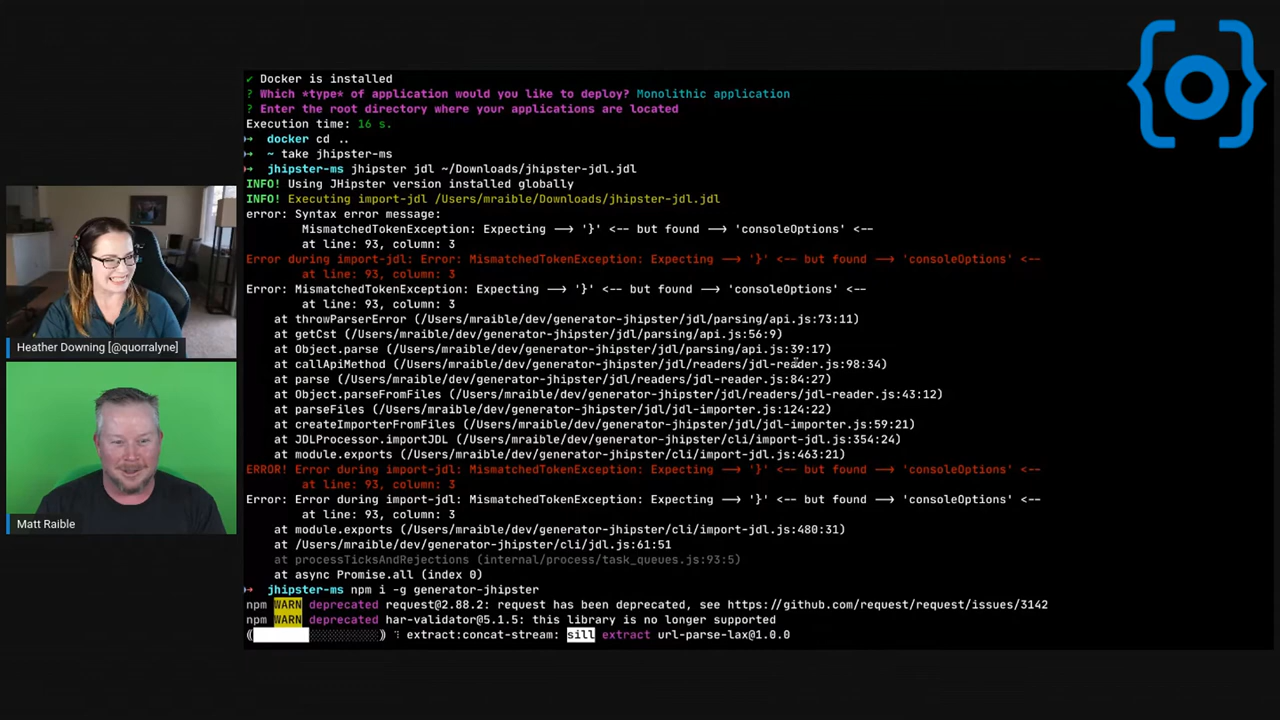 ✔ Docker is installed
? Which *type* of application would you like to deploy? Monolithic application
? Enter the root directory where your applications are located
Execution time: 16 s.
➜ docker cd ..
➜ ~ take jhipster-ms
➜ jhipster-ms jhipster jdl ~/Downloads/jhipster-jdl.jdl
INFO! Using JHipster version installed globally
INFO! Executing import-jdl /Users/mraible/Downloads/jhipster-jdl.jdl
error: Syntax error message:
MismatchedTokenException: Expecting --> '}' <-- but found --> 'consoleOptions' <--
at line: 93, column: 3
Error during import-jdl: Error: MismatchedTokenException: Expecting --> '}' <-- but found --> 'consoleOptions' <--
at line: 93, column: 3
Error: MismatchedTokenException: Expecting --> '}' <-- but found --> 'consoleOptions' <--
at line: 93, column: 3
at throwParserError (/Users/mraible/dev/generator-jhipster/jdl/parsing/api.js:73:11)
at getCst (/Users/mraible/dev/generator-jhipster/jdl/parsing/api.js:56:9)
at Object.parse (/Users/mraible/dev/generator-jhipster/jdl/parsing/api.js:39:17)
at callApiMethod (/Users/mraible/dev/generator-jhipster/jdl/readers/jdl-reader.js:98:34)
at parse (/Users/mraible/dev/generator-jhipster/jdl/readers/jdl-reader.js:84:27)
at Object.parseFromFiles (/Users/mraible/dev/generator-jhipster/jdl/readers/jdl-reader.js:43:12)
at parseFiles (/Users/mraible/dev/generator-jhipster/jdl/jdl-importer.js:124:22)
at createImporterFromFiles (/Users/mraible/dev/generator-jhipster/jdl/jdl-importer.js:59:21)
at JDLProcessor.importJDL (/Users/mraible/dev/generator-jhipster/cli/import-jdl.js:354:24)
at module.exports (/Users/mraible/dev/generator-jhipster/cli/import-jdl.js:463:21)
ERROR! Error during import-jdl: MismatchedTokenException: Expecting --> '}' <-- but found --> 'consoleOptions' <--
at line: 93, column: 3
Error: Error during import-jdl: MismatchedTokenException: Expecting --> '}' <-- but found --> 'consoleOptions' <--
at line: 93, column: 3
at module.exports (/Users/mraible/dev/generator-jhipster/cli/import-jdl.js:480:31)
at /Users/mraible/dev/generator-jhipster/cli/jdl.js:61:51
at processTicksAndRejections (internal/process/task_queues.js:93:5)
at async Promise.all (index 0)
➜ jhipster-ms npm i -g generator-jhipster
npm WARN deprecated request@2.88.2: request has been deprecated, see https://github.com/request/request/issues/3142
npm WARN deprecated har-validator@5.1.5: this library is no longer supported
extract:concat-stream: sill extract url-parse-lax@1.0.0
Heather Downing [@quorralyne]
Matt Raible